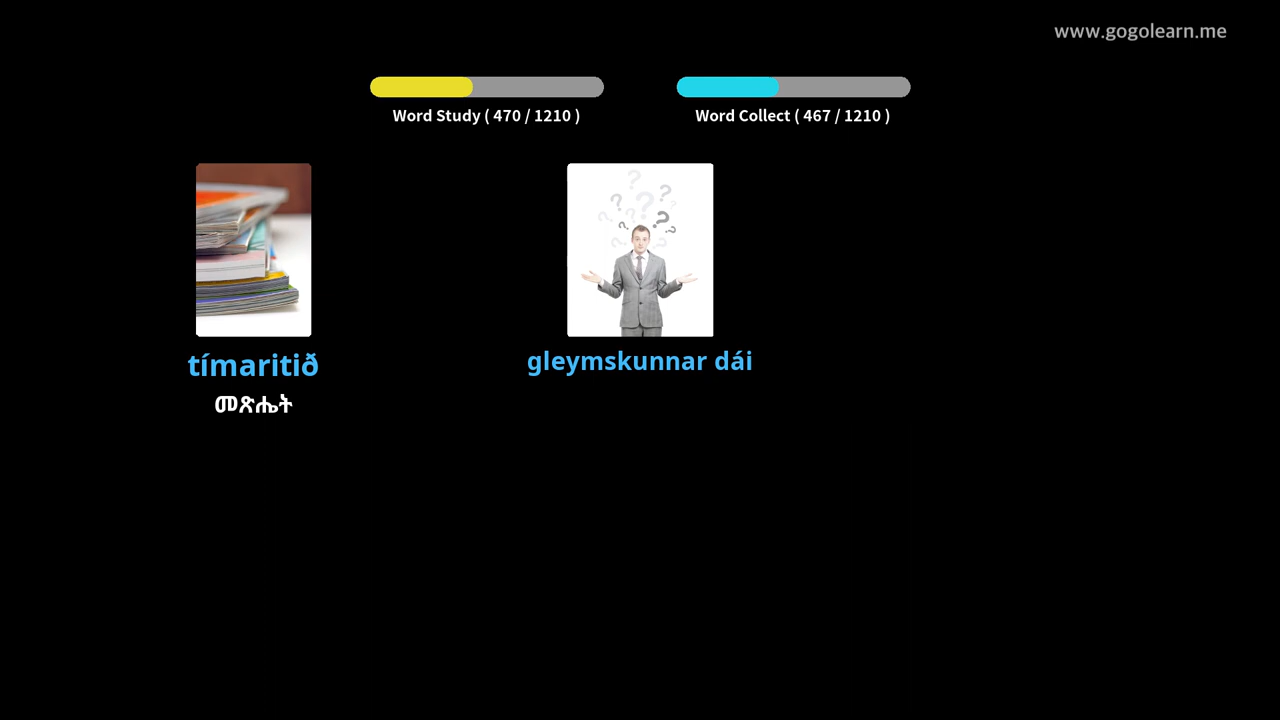 www.gogolearn.me
Word Study ( 470 / 1210 )
Word Collect ( 467 / 1210 )
tímaritið
መጽሔት
gleymskunnar dái